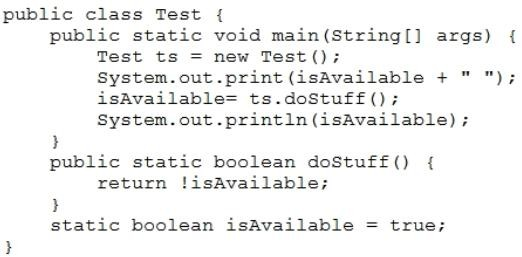 public class Test {
    public static void main(String[] args) {
        Test ts = new Test();
        System.out.print(isAvailable + " ");
        isAvailable= ts.doStuff();
        System.out.println(isAvailable);
    }
    public static boolean doStuff() {
        return !isAvailable;
    }
    static boolean isAvailable = true;
}